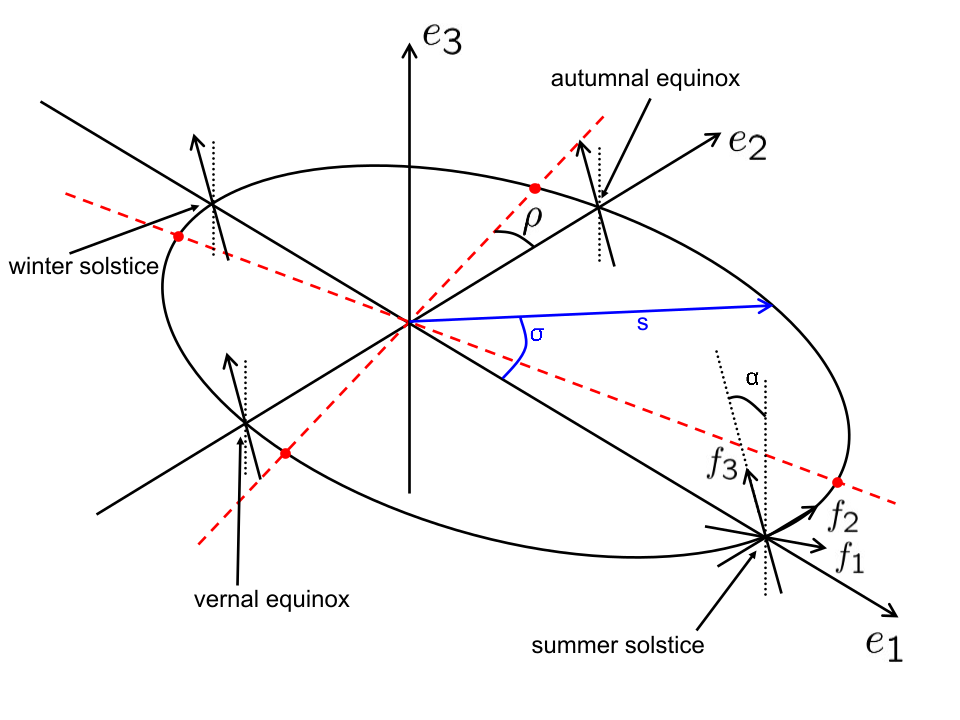 e3
autumnal equinox
e2
ρ
winter solstice
s
σ
α
f3
f2
f1
vernal equinox
summer solstice
e1